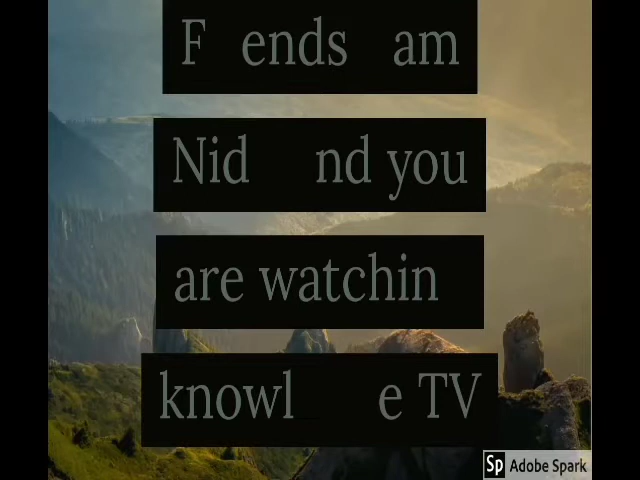 F ends am
Nid nd you
are watchin
knowl e TV
Sp Adobe Spark